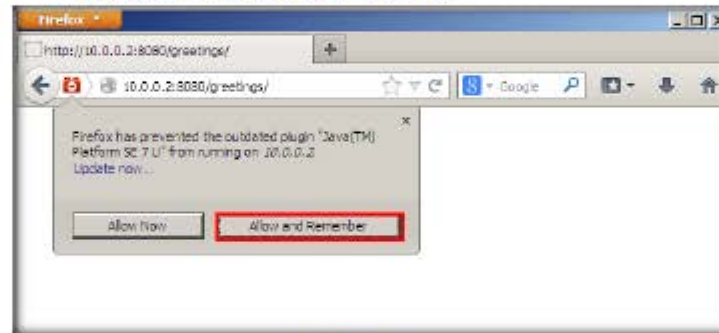 Firefox
http://10.0.0.2:8080/greetings/
10.0.0.2:8080/greetings/
Google
Firefox has prevented the outdated plugin "Java(TM)
Platform SE 7 U" from running on 10.0.0.2
Update now...
Allow Now
Allow and Remember